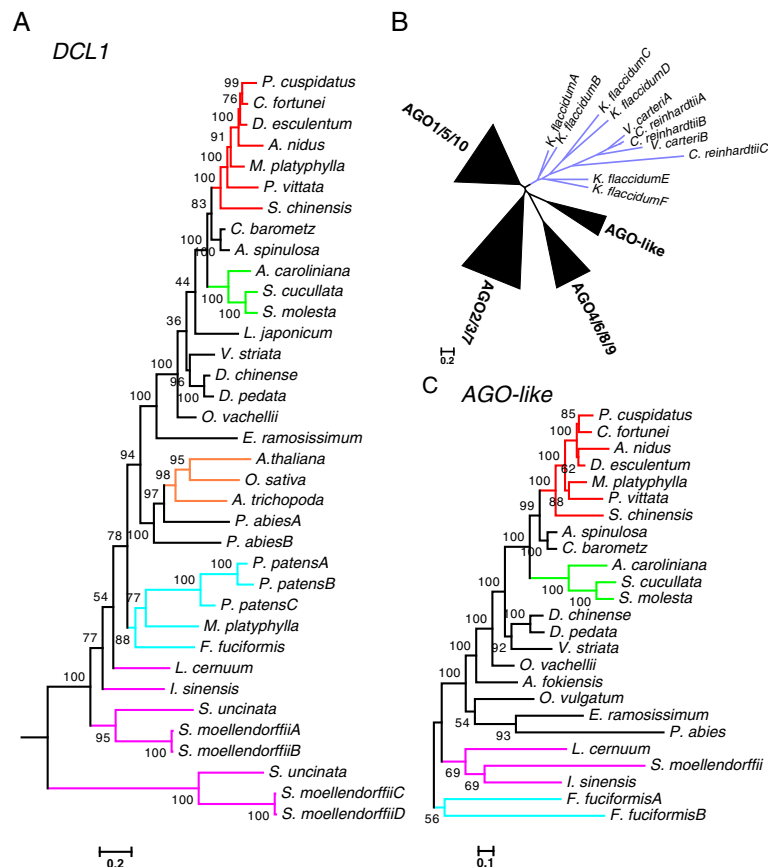 A
DCL1
P. cuspidatus
C. fortunei
D. esculentum
A. nidus
M. platyphylla
P. vittata
S. chinensis
C. barometz
A. spinulosa
A. caroliniana
S. cucullata
S. molesta
L. japonicum
V. striata
D. chinense
D. pedata
O. vachellii
E. ramosissimum
A.thaliana
O. sativa
A. trichopoda
P. abiesA
P. abiesB
P. patensA
P. patensB
P. patensC
M. platyphylla
F. fuciformis
L. cernuum
I. sinensis
S. uncinata
S. moellendorffiiA
S. moellendorffiiB
S. uncinata
S. moellendorffiiC
S. moellendorffiiD
99
76
100
91
100
100
83
100
100
100
44
36
96
100
100
94
95
98
97
100
78
100
100
77
88
54
77
100
95
100
100
100
0.2
B
AGO1/5/10
K. flaccidumA
K. flaccidumB
K. flaccidumC
K. flaccidumD
V. carteriA
C. reinhardtiiA
C. reinhardtiiB
V. carteriB
C. reinhardtiiC
K. flaccidumE
K. flaccidumF
AGO-like
AGO4/6/8/9
AGO2/3/7
0.2
C
AGO-like
P. cuspidatus
C. fortunei
A. nidus
D. esculentum
M. platyphylla
P. vittata
S. chinensis
A. spinulosa
C. barometz
A. caroliniana
S. cucullata
S. molesta
D. chinense
D. pedata
V. striata
O. vachellii
A. fokiensis
O. vulgatum
E. ramosissimum
P. abies
L. cernuum
S. moellendorffii
I. sinensis
F. fuciformisA
F. fuciformisB
85
100
100
62
100
88
99
100
100
100
100
100
100
92
100
100
54
93
69
69
56
0.1